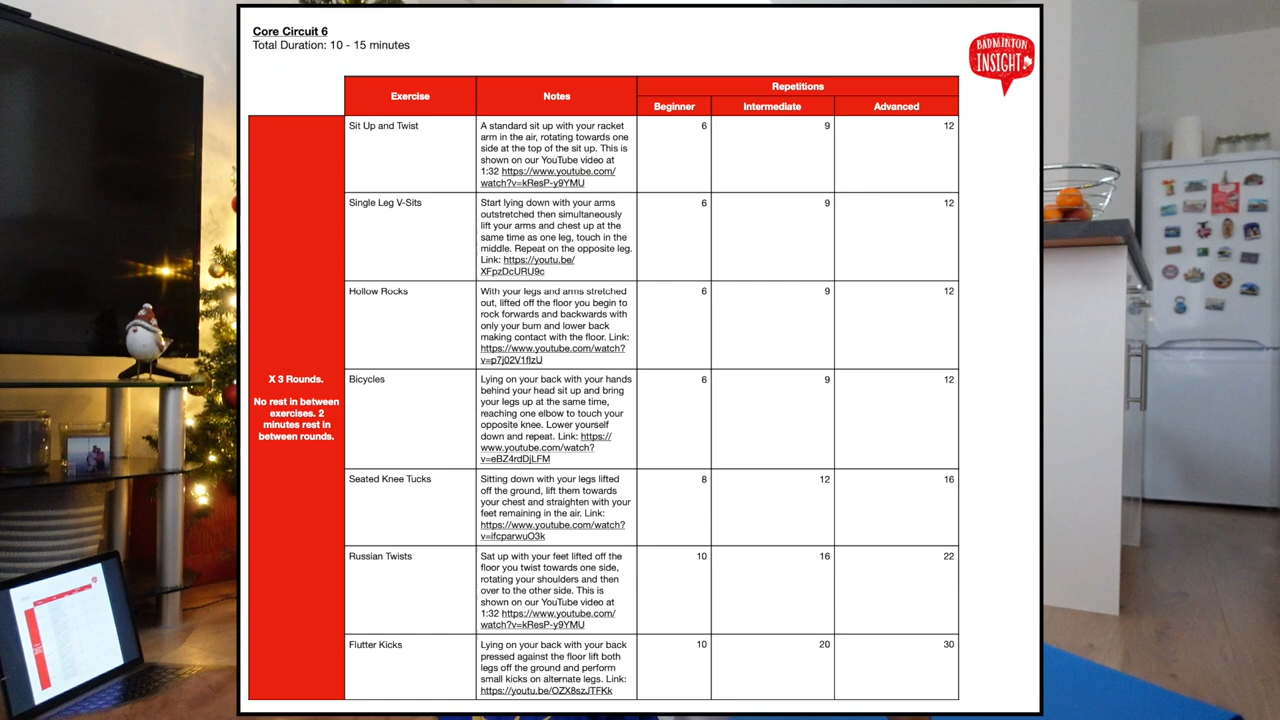 Core Circuit 6
Total Duration: 10 - 15 minutes
BADMINTON
INSIGHT
Exercise
Notes
Repetitions
Beginner
Intermediate
Advanced
X 3 Rounds.
No rest in between
exercises. 2
minutes rest in
between rounds.
Sit Up and Twist
A standard sit up with your racket
arm in the air, rotating towards one
side at the top of the sit up. This is
shown on our YouTube video at
1:32 https://www.youtube.com/
watch?v=kResP-y9YMU
6
9
12
Single Leg V-Sits
Start lying down with your arms
outstretched then simultaneously
lift your arms and chest up at the
same time as one leg, touch in the
middle. Repeat on the opposite leg.
Link: https://youtu.be/
XFpzDcURU9c
6
9
12
Hollow Rocks
With your legs and arms stretched
out, lifted off the floor you begin to
rock forwards and backwards with
only your bum and lower back
making contact with the floor. Link:
https://www.youtube.com/watch?
v=p7j02V1flzU
6
9
12
Bicycles
Lying on your back with your hands
behind your head sit up and bring
your legs up at the same time,
reaching one elbow to touch your
opposite knee. Lower yourself
down and repeat. Link: https://
www.youtube.com/watch?
v=eBZ4rdDjLFM
6
9
12
Seated Knee Tucks
Sitting down with your legs lifted
off the ground, lift them towards
your chest and straighten with your
feet remaining in the air. Link:
https://www.youtube.com/watch?
v=ifcparwuO3k
8
12
16
Russian Twists
Sat up with your feet lifted off the
floor you twist towards one side,
rotating your shoulders and then
over to the other side. This is
shown on our YouTube video at
1:32 https://www.youtube.com/
watch?v=kResP-y9YMU
10
16
22
Flutter Kicks
Lying on your back with your back
pressed against the floor lift both
legs off the ground and perform
small kicks on alternate legs. Link:
https://youtu.be/OZX8szJTFKk
10
20
30